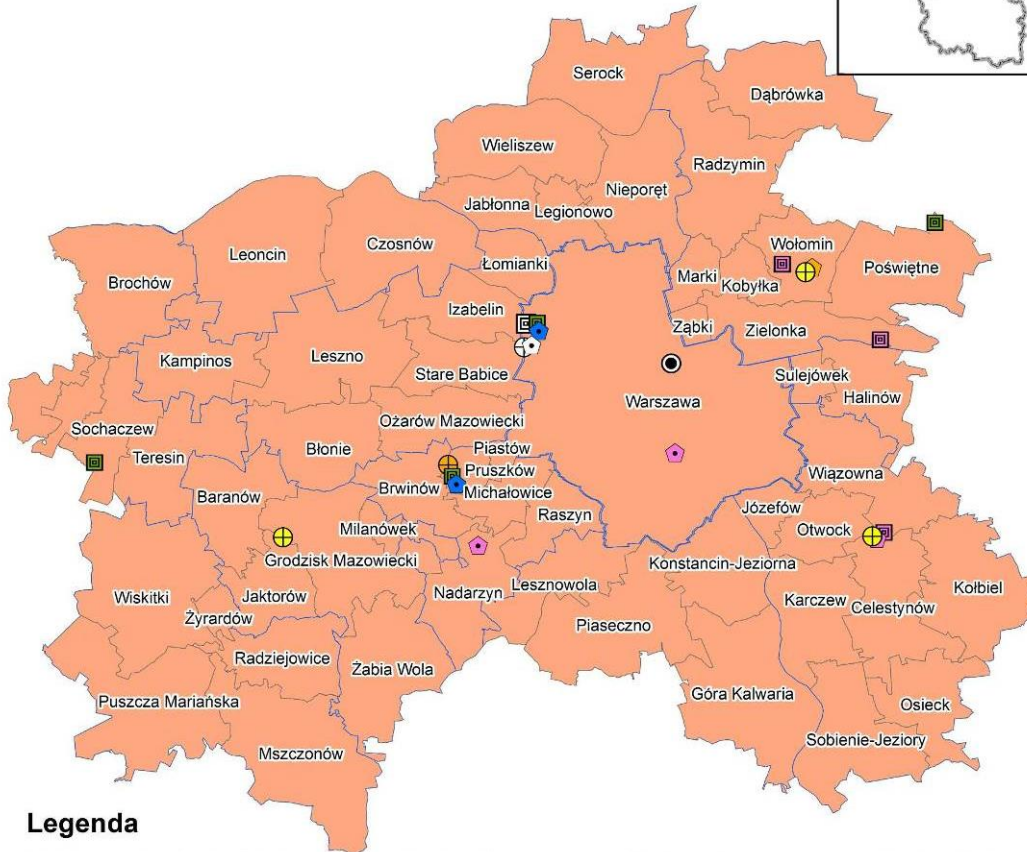 Serock
Dąbrówka
Wieliszew
Radzymin
Nieporęt
Jabłonna
Legionowo
Czosnów
Wołomin
Leoncin
Łomianki
Poświętne
Marki
Brochów
Kobyłka
Izabelin
Ząbki
Zielonka
Kampinos
Leszno
Stare Babice
Sulejówek
Warszawa
Halinów
Ożarów Mazowiecki
Sochaczew
Błonie
Piastów
Teresin
Pruszków
Wiązowna
Brwinów
Michałowice
Baranów
Józefów
Raszyn
Milanówek
Otwock
Grodzisk Mazowiecki
Konstancin-Jeziorna
Lesznowola
Kołbiel
Nadarzyn
Wiskitki
Jaktorów
Karczew
Celestynów
Żyrardów
Piaseczno
Radziejowice
Żabia Wola
Góra Kalwaria
Puszcza Mariańska
Osieck
Sobienie-Jeziory
Mszczonów
Legenda